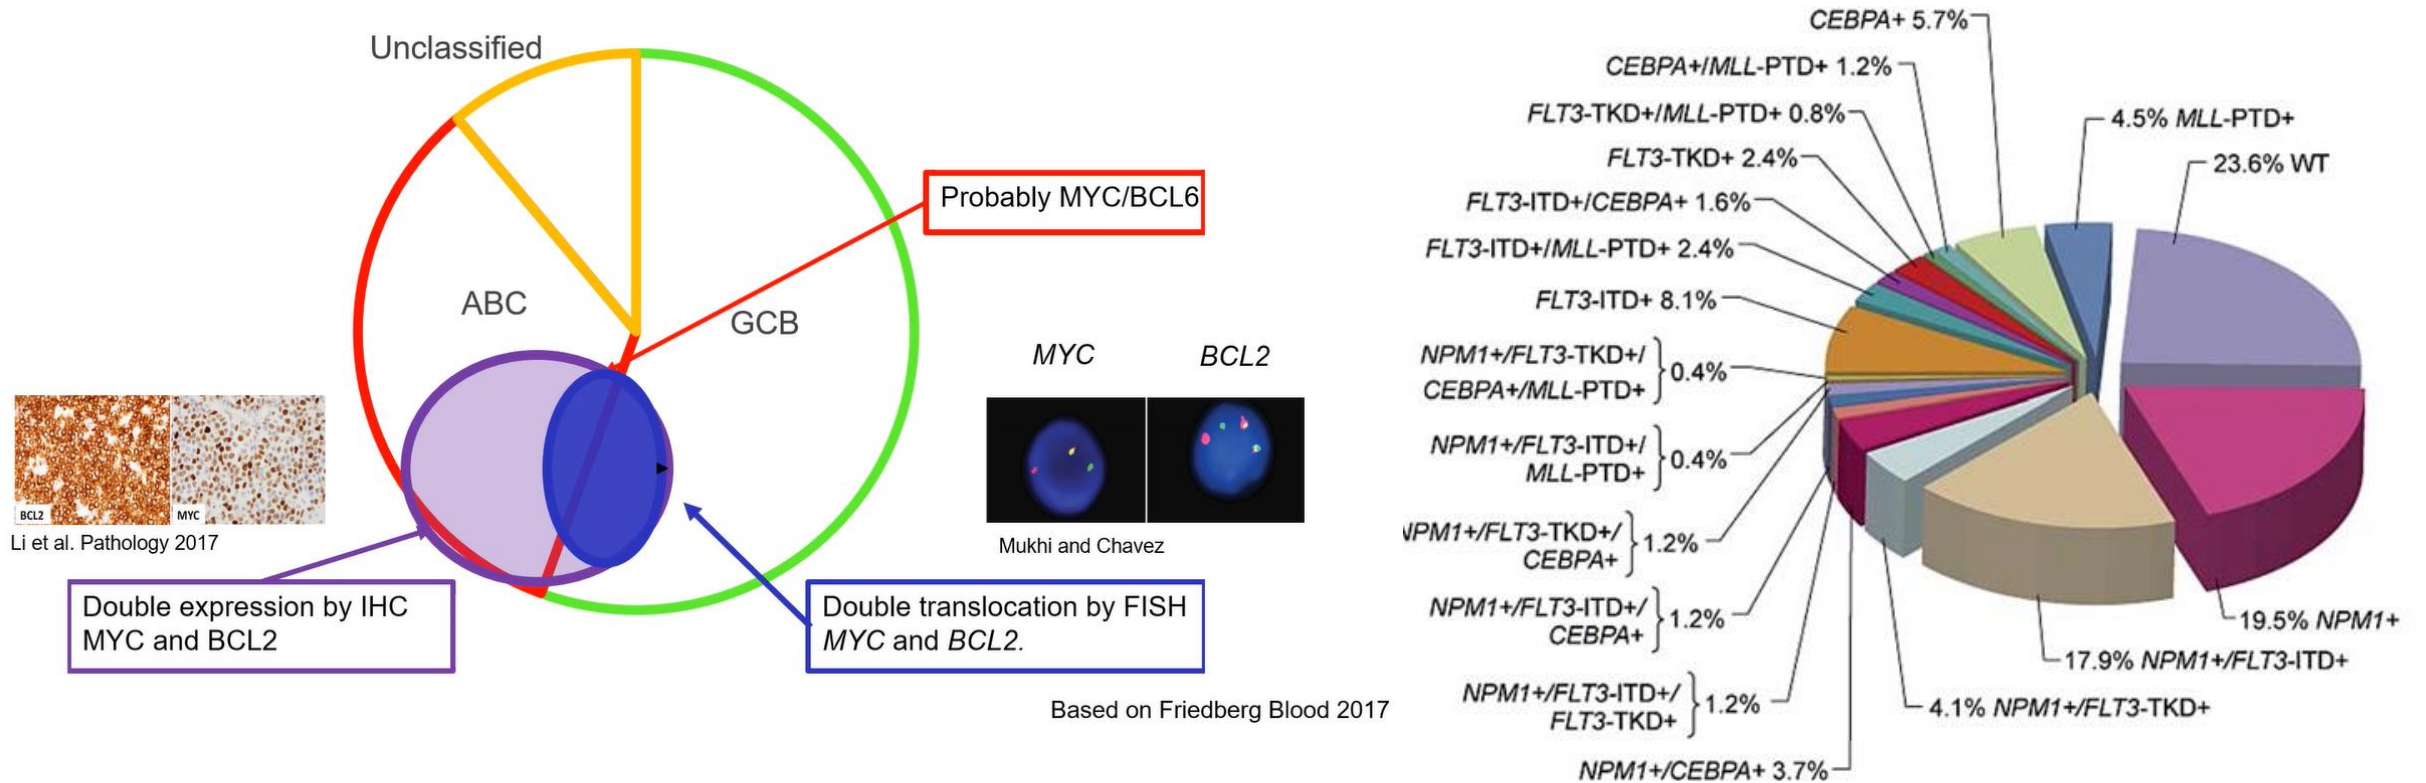 Unclassified
ABC
GCB
Probably MYC/BCL6
MYC
BCL2
BCL2
MYC
Li et al. Pathology 2017
Mukhi and Chavez
Double expression by IHC
MYC and BCL2
Double translocation by FISH
MYC and BCL2.
Based on Friedberg Blood 2017
CEBPA+ 5.7%
CEBPA+/MLL-PTD+ 1.2%
FLT3-TKD+/MLL-PTD+ 0.8%
FLT3-TKD+ 2.4%
FLT3-ITD+/CEBPA+ 1.6%
FLT3-ITD+/MLL-PTD+ 2.4%
FLT3-ITD+ 8.1%
NPM1+/FLT3-TKD+/
CEBPA+/MLL-PTD+
0.4%
NPM1+/FLT3-ITD+/
MLL-PTD+
0.4%
NPM1+/FLT3-TKD+/
CEBPA+
1.2%
NPM1+/FLT3-ITD+/
CEBPA+
1.2%
NPM1+/FLT3-ITD+/
FLT3-TKD+
1.2%
NPM1+/CEBPA+ 3.7%
4.5% MLL-PTD+
23.6% WT
19.5% NPM1+
17.9% NPM1+/FLT3-ITD+
4.1% NPM1+/FLT3-TKD+